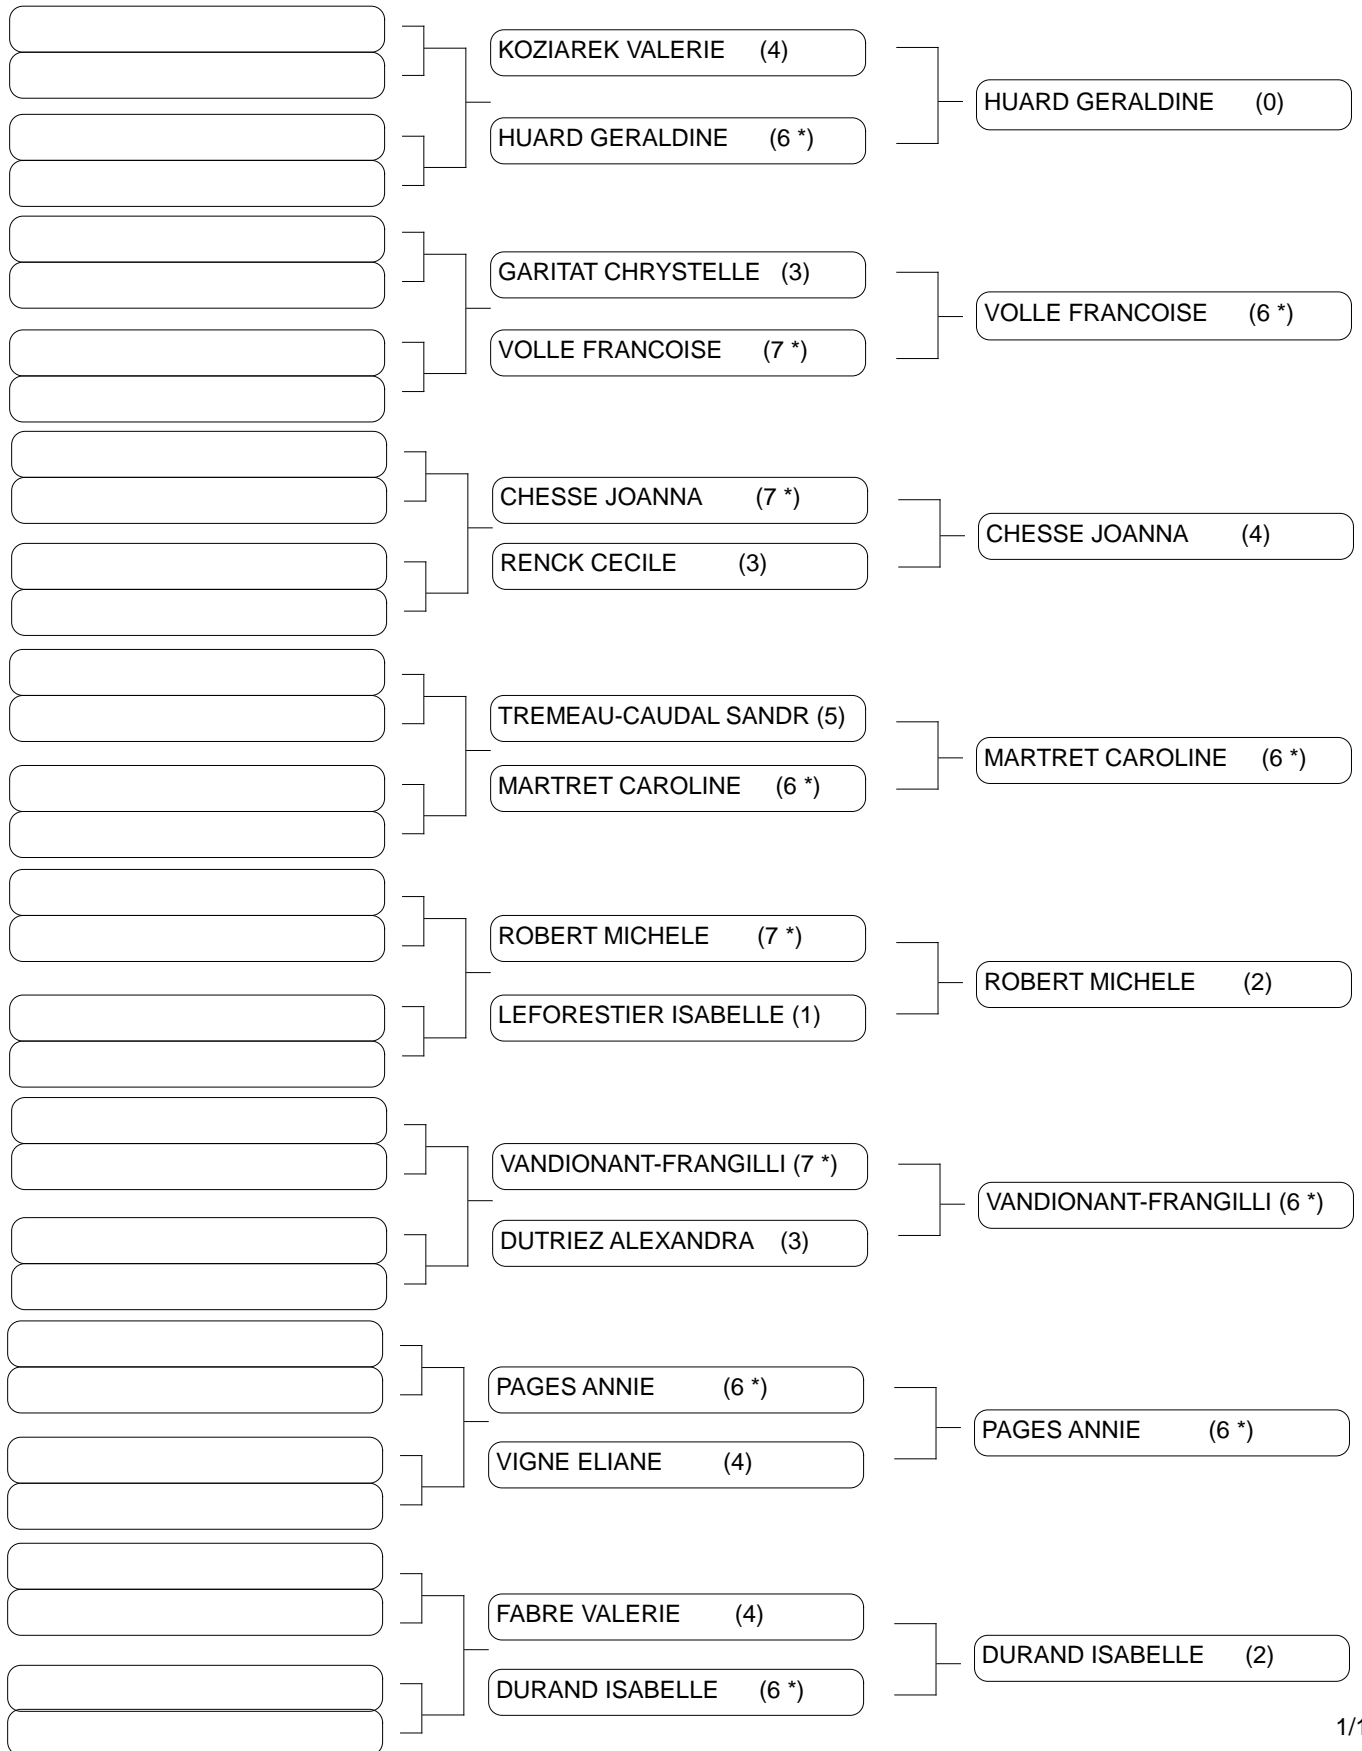 KOZIAREK VALERIE (4)
HUARD GERALDINE (6 *)
HUARD GERALDINE (0)
GARITAT CHRYSTELLE (3)
VOLLE FRANCOISE (7 *)
VOLLE FRANCOISE (6 *)
CHESSE JOANNA (7 *)
RENCK CECILE (3)
CHESSE JOANNA (4)
TREMEAU-CAUDAL SANDR (5)
MARTRET CAROLINE (6 *)
MARTRET CAROLINE (6 *)
ROBERT MICHELE (7 *)
LEFORESTIER ISABELLE (1)
ROBERT MICHELE (2)
VANDIONANT-FRANGILLI (7 *)
DUTRIEZ ALEXANDRA (3)
VANDIONANT-FRANGILLI (6 *)
PAGES ANNIE (6 *)
VIGNE ELIANE (4)
PAGES ANNIE (6 *)
FABRE VALERIE (4)
DURAND ISABELLE (6 *)
DURAND ISABELLE (2)
1/1